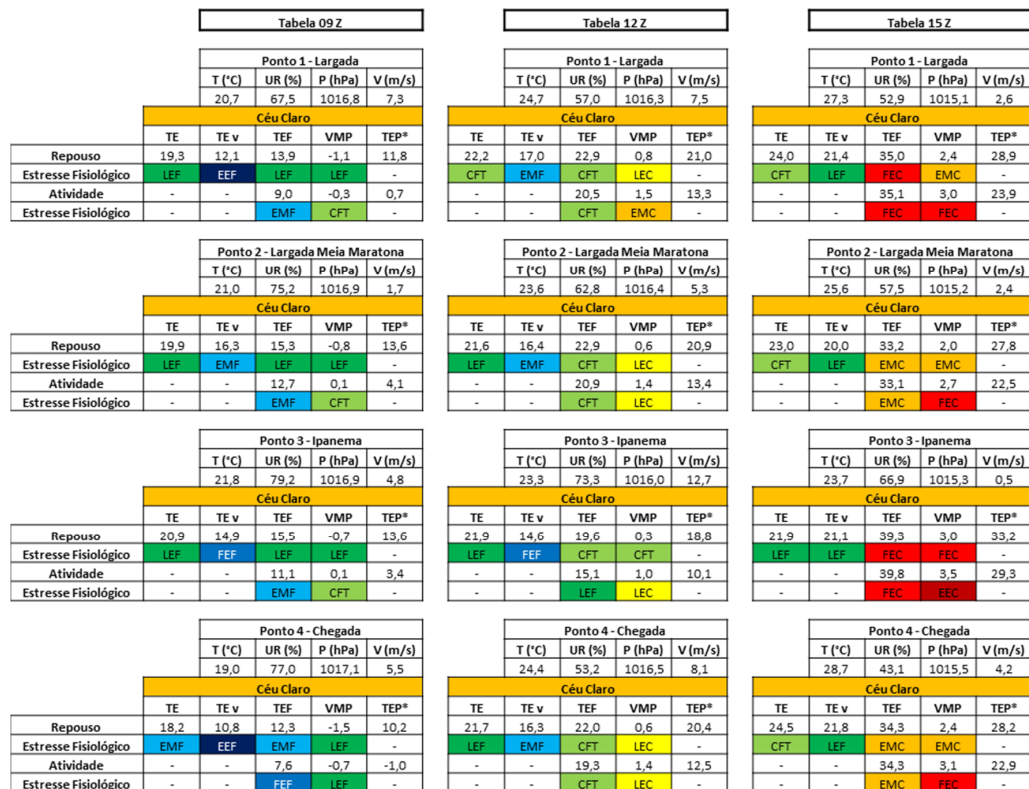 Tabela 09 Z Tabela 12 Z Tabela 15 Z
Ponto 1 - Largada Ponto 1 - Largada Ponto 1 - Largada
T (°C) UR (%) P (hPa) V (m/s) T (°C) UR (%) P (hPa) V (m/s) T (°C) UR (%) P (hPa) V (m/s)
20,7 67,5 1016,8 7,3 24,7 57,0 1016,3 7,5 27,3 52,9 1015,1 2,6
Céu Claro Céu Claro Céu Claro
TE TE v TEF VMP TEP* TE TE v TEF VMP TEP* TE TE v TEF VMP TEP*
Repouso 19,3 12,1 13,9 -1,1 11,8 22,2 17,0 22,9 0,8 21,0 24,0 21,4 35,0 2,4 28,9
Estresse Fisiológico LEF EEF LEF LEF - CFT EMF CFT LEC - CFT LEF FEC EMC -
Atividade - - 9,0 -0,3 0,7 - - 20,5 1,5 13,3 - - 35,1 3,0 23,9
Estresse Fisiológico - - EMF CFT - - - CFT EMC - - - FEC FEC -
Ponto 2 - Largada Meia Maratona Ponto 2 - Largada Meia Maratona Ponto 2 - Largada Meia Maratona
T (°C) UR (%) P (hPa) V (m/s) T (°C) UR (%) P (hPa) V (m/s) T (°C) UR (%) P (hPa) V (m/s)
21,0 75,2 1016,9 1,7 23,6 62,8 1016,4 5,3 25,6 57,5 1015,2 2,4
Céu Claro Céu Claro Céu Claro
TE TE v TEF VMP TEP* TE TE v TEF VMP TEP* TE TE v TEF VMP TEP*
Repouso 19,9 16,3 15,3 -0,8 13,6 21,6 16,4 22,9 0,6 20,9 23,0 20,0 33,2 2,0 27,8
Estresse Fisiológico LEF EMF LEF LEF - LEF EMF CFT LEC - CFT LEF EMC EMC -
Atividade - - 12,7 0,1 4,1 - - 20,9 1,4 13,4 - - 33,1 2,7 22,5
Estresse Fisiológico - - EMF CFT - - - CFT LEC - - - EMC FEC -
Ponto 3 - Ipanema Ponto 3 - Ipanema Ponto 3 - Ipanema
T (°C) UR (%) P (hPa) V (m/s) T (°C) UR (%) P (hPa) V (m/s) T (°C) UR (%) P (hPa) V (m/s)
21,8 79,2 1016,9 4,8 23,3 73,3 1016,0 12,7 23,7 66,9 1015,3 0,5
Céu Claro Céu Claro Céu Claro
TE TE v TEF VMP TEP* TE TE v TEF VMP TEP* TE TE v TEF VMP TEP*
Repouso 20,9 14,9 15,5 -0,7 13,6 21,9 14,6 19,6 0,3 18,8 21,9 21,1 39,3 3,0 33,2
Estresse Fisiológico LEF FEF LEF LEF - LEF FEF CFT CFT - LEF LEF FEC FEC -
Atividade - - 11,1 0,1 3,4 - - 15,1 1,0 10,1 - - 39,8 3,5 29,3
Estresse Fisiológico - - EMF CFT - - - LEF LEC - - - FEC EEC -
Ponto 4 - Chegada Ponto 4 - Chegada Ponto 4 - Chegada
T (°C) UR (%) P (hPa) V (m/s) T (°C) UR (%) P (hPa) V (m/s) T (°C) UR (%) P (hPa) V (m/s)
19,0 77,0 1017,1 5,5 24,4 53,2 1016,5 8,1 28,7 43,1 1015,5 4,2
Céu Claro Céu Claro Céu Claro
TE TE v TEF VMP TEP* TE TE v TEF VMP TEP* TE TE v TEF VMP TEP*
Repouso 18,2 10,8 12,3 -1,5 10,2 21,7 16,3 22,0 0,6 20,4 24,5 21,8 34,3 2,4 28,2
Estresse Fisiológico EMF EEF EMF LEF - LEF EMF CFT LEC - CFT LEF EMC EMC -
Atividade - - 7,6 -0,7 -1,0 - - 19,3 1,4 12,5 - - 34,3 3,1 22,9
Estresse Fisiológico - - FEF LEF - - - CFT LEC - - - EMC FEC -